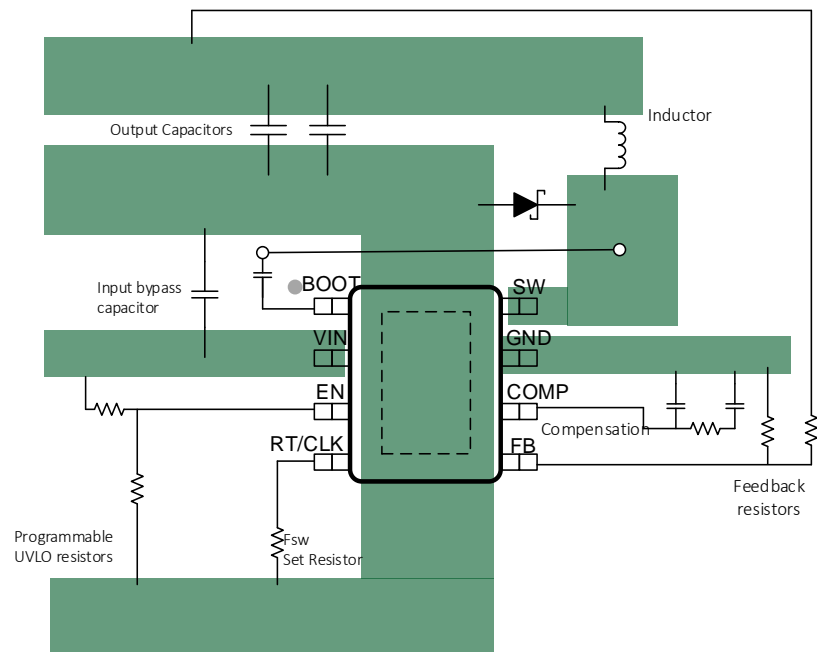 Inductor
Output Capacitors
Input bypass
capacitor
BOOT
SW
VIN
GND
EN
COMP
Compensation
RT/CLK
FB
Feedback
resistors
Programmable
UVLO resistors
Fsw
Set Resistor